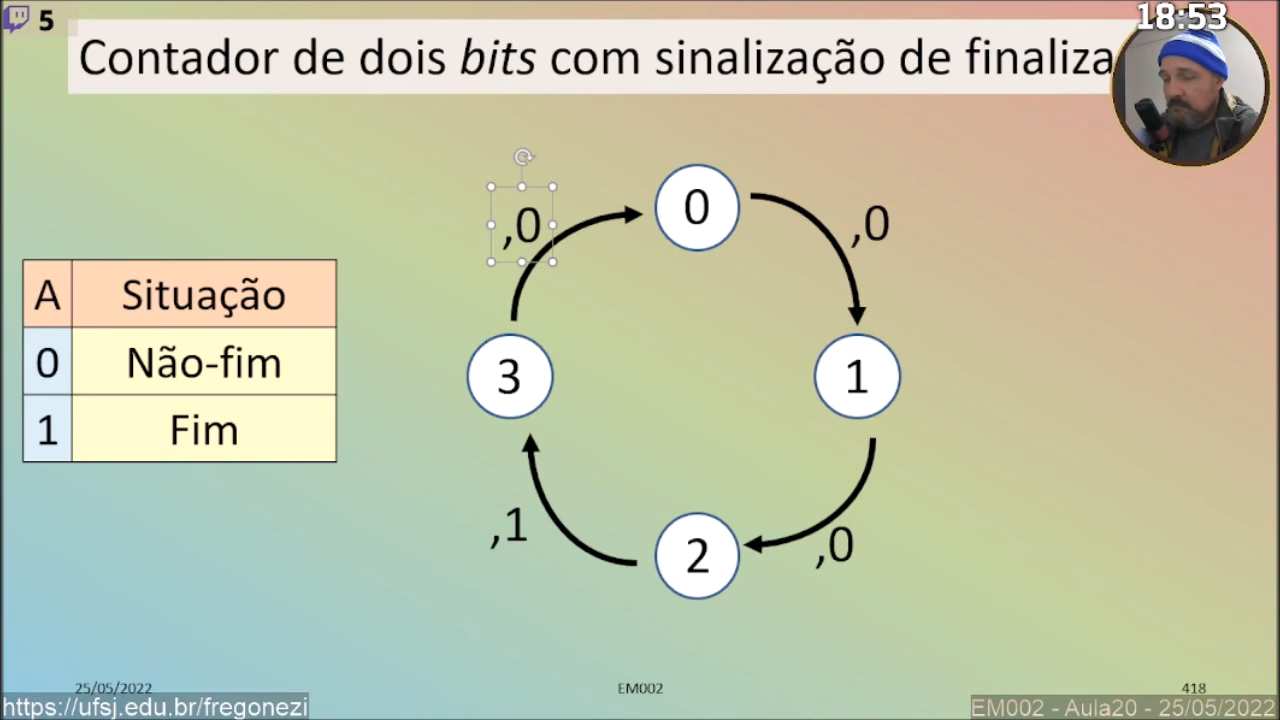 5
18:53
Contador de dois bits com sinalização de finaliza
,0
0
,0
A Situação
0 Não-fim
1 Fim
3
1
,1
2
,0
25/05/2022 EM002 418
https://ufsj.edu.br/fregonezi
EM002 - Aula20 - 25/05/2022